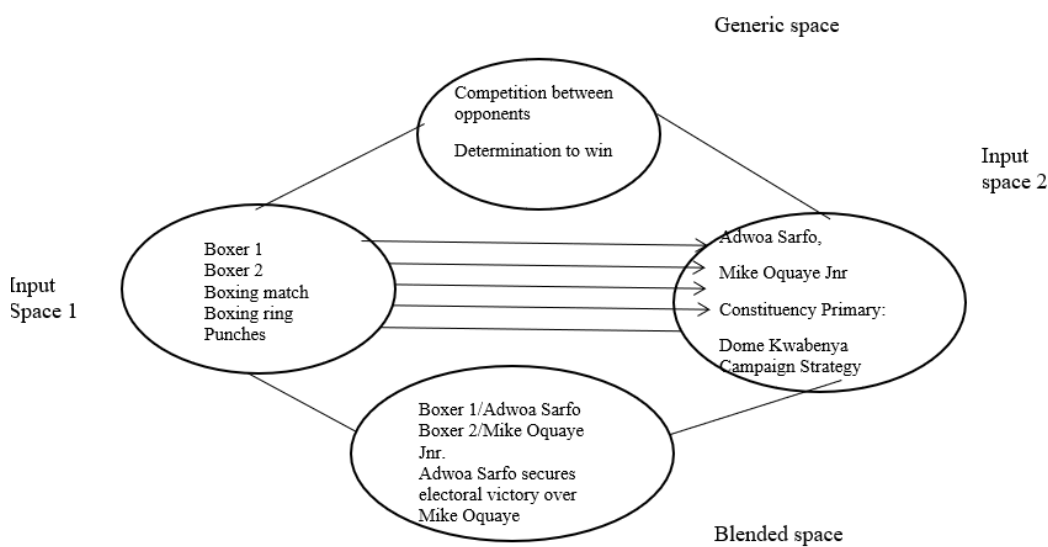 Generic space
Competition between
opponents
Determination to win
Input
space 2
Input
Space 1
Boxer 1
Boxer 2
Boxing match
Boxing ring
Punches
Adwoa Sarfo,
Mike Oquaye Jnr
Constituency Primary:
Dome Kwabenya
Campaign Strategy
Boxer 1/Adwoa Sarfo
Boxer 2/Mike Oquaye
Jnr.
Adwoa Sarfo secures
electoral victory over
Mike Oquaye
Blended space